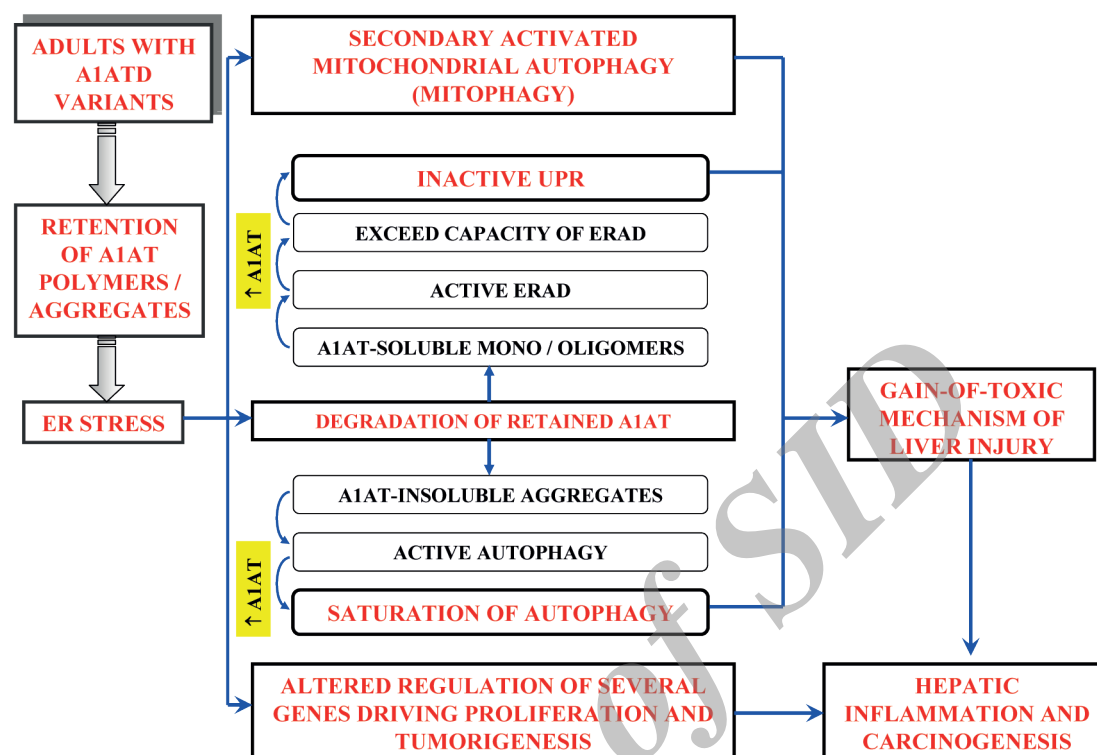 ADULTS WITH
A1ATD
VARIANTS
RETENTION
OF A1AT
POLYMERS /
AGGREGATES
ER STRESS
SECONDARY ACTIVATED
MITOCHONDRIAL AUTOPHAGY
(MITOPHAGY)
INACTIVE UPR
EXCEED CAPACITY OF ERAD
ACTIVE ERAD
A1AT-SOLUBLE MONO / OLIGOMERS
↑ A1AT
DEGRADATION OF RETAINED A1AT
A1AT-INSOLUBLE AGGREGATES
ACTIVE AUTOPHAGY
SATURATION OF AUTOPHAGY
↑ A1AT
ALTERED REGULATION OF SEVERAL
GENES DRIVING PROLIFERATION AND
TUMORIGENESIS
GAIN-OF-TOXIC
MECHANISM OF
LIVER INJURY
HEPATIC
INFLAMMATION AND
CARCINOGENESIS
of SID